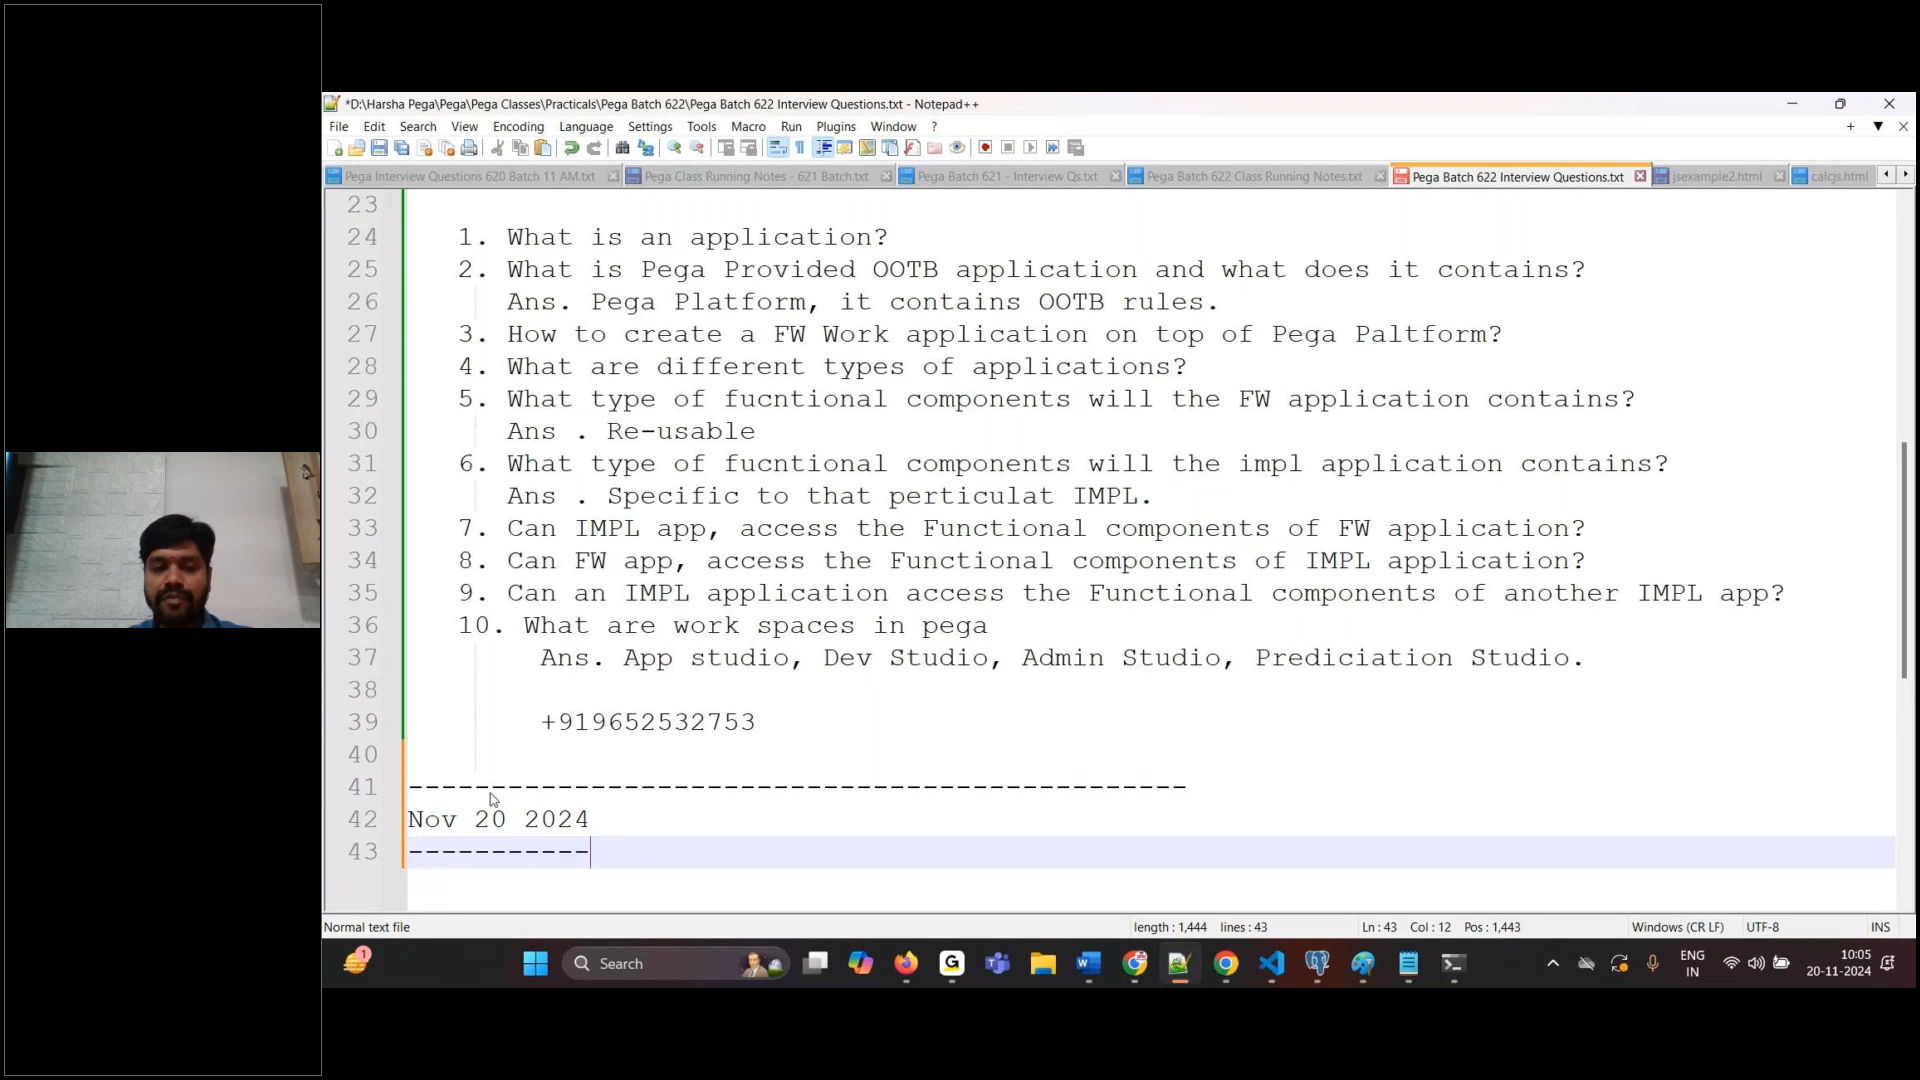 *D:\Harsha Pega\Pega\Pega Classes\Practicals\Pega Batch 622\Pega Batch 622 Interview Questions.txt - Notepad++
File Edit Search View Encoding Language Settings Tools Macro Run Plugins Window ?
Pega Interview Questions 620 Batch 11 AM.txt Pega Class Running Notes - 621 Batch.txt Pega Batch 621 - Interview Qs.txt Pega Batch 622 Class Running Notes.txt Pega Batch 622 Interview Questions.txt jsexample2.html calcjs.html
23
24 1. What is an application?
25 2. What is Pega Provided OOTB application and what does it contains?
26 Ans. Pega Platform, it contains OOTB rules.
27 3. How to create a FW Work application on top of Pega Paltform?
28 4. What are different types of applications?
29 5. What type of fucntional components will the FW application contains?
30 Ans . Re-usable
31 6. What type of fucntional components will the impl application contains?
32 Ans . Specific to that perticulat IMPL.
33 7. Can IMPL app, access the Functional components of FW application?
34 8. Can FW app, access the Functional components of IMPL application?
35 9. Can an IMPL application access the Functional components of another IMPL app?
36 10. What are work spaces in pega
37 Ans. App studio, Dev Studio, Admin Studio, Prediciation Studio.
38
39 +919652532753
40
41 -----------------------------------------------
42 Nov 20 2024
43 -----------
Normal text file length : 1,444 lines : 43 Ln : 43 Col : 12 Pos : 1,443 Windows (CR LF) UTF-8 INS
1 Search ENG IN 10:05 20-11-2024